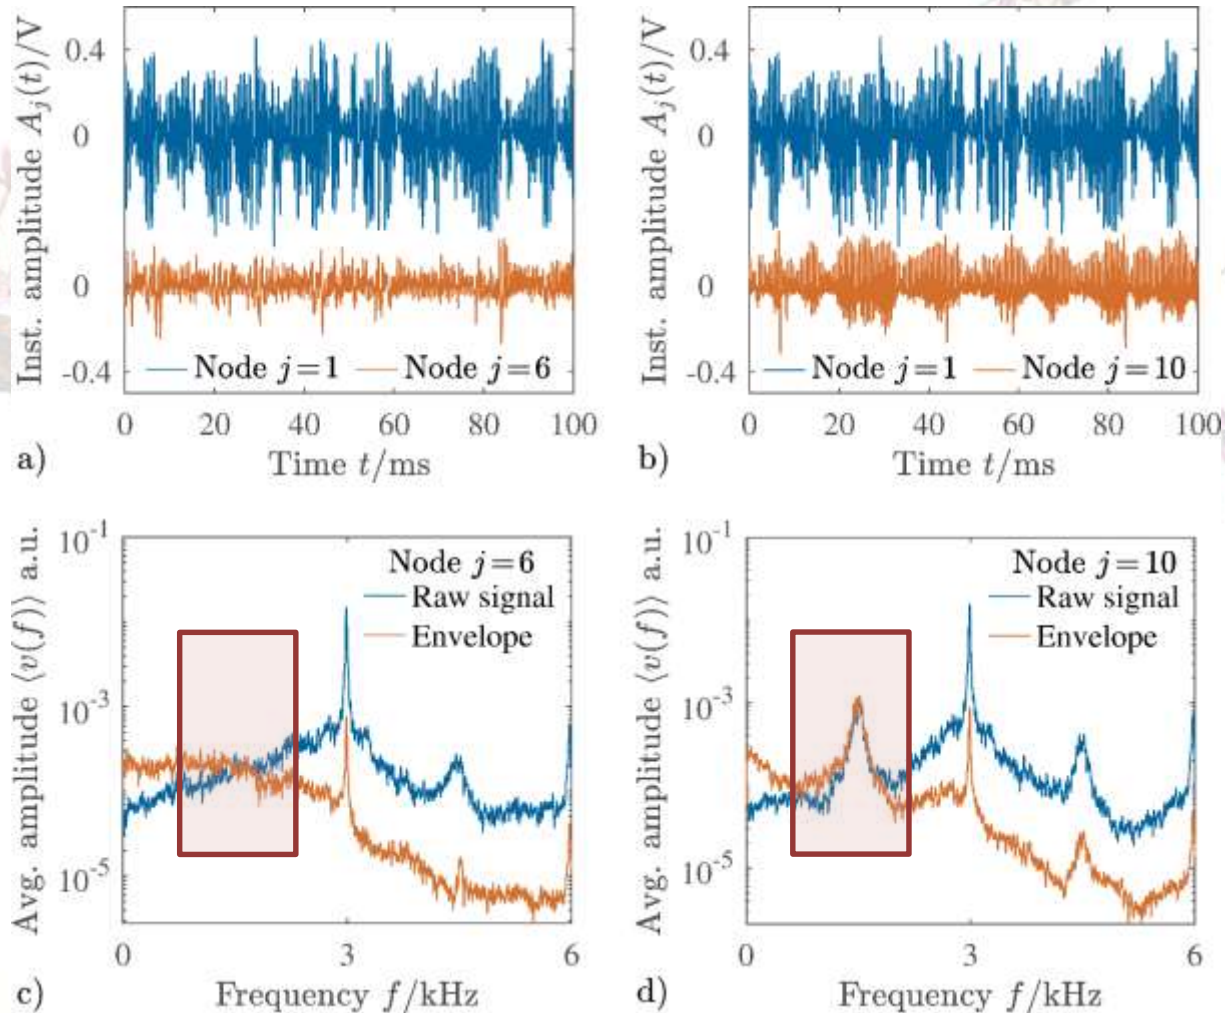 Inst. amplitude A_j(t)/V
0.4
0
0
-0.4
Node j=1 Node j=6
0 20 40 60 80 100
Time t/ms
a)
Inst. amplitude A_j(t)/V
0.4
0
0
-0.4
Node j=1 Node j=10
0 20 40 60 80 100
Time t/ms
b)
Avg. amplitude ⟨v(f)⟩ a.u.
10^-1
10^-3
10^-5
Node j=6
Raw signal
Envelope
0 3 6
Frequency f/kHz
c)
Avg. amplitude ⟨v(f)⟩ a.u.
10^-1
10^-3
10^-5
Node j=10
Raw signal
Envelope
0 3 6
Frequency f/kHz
d)